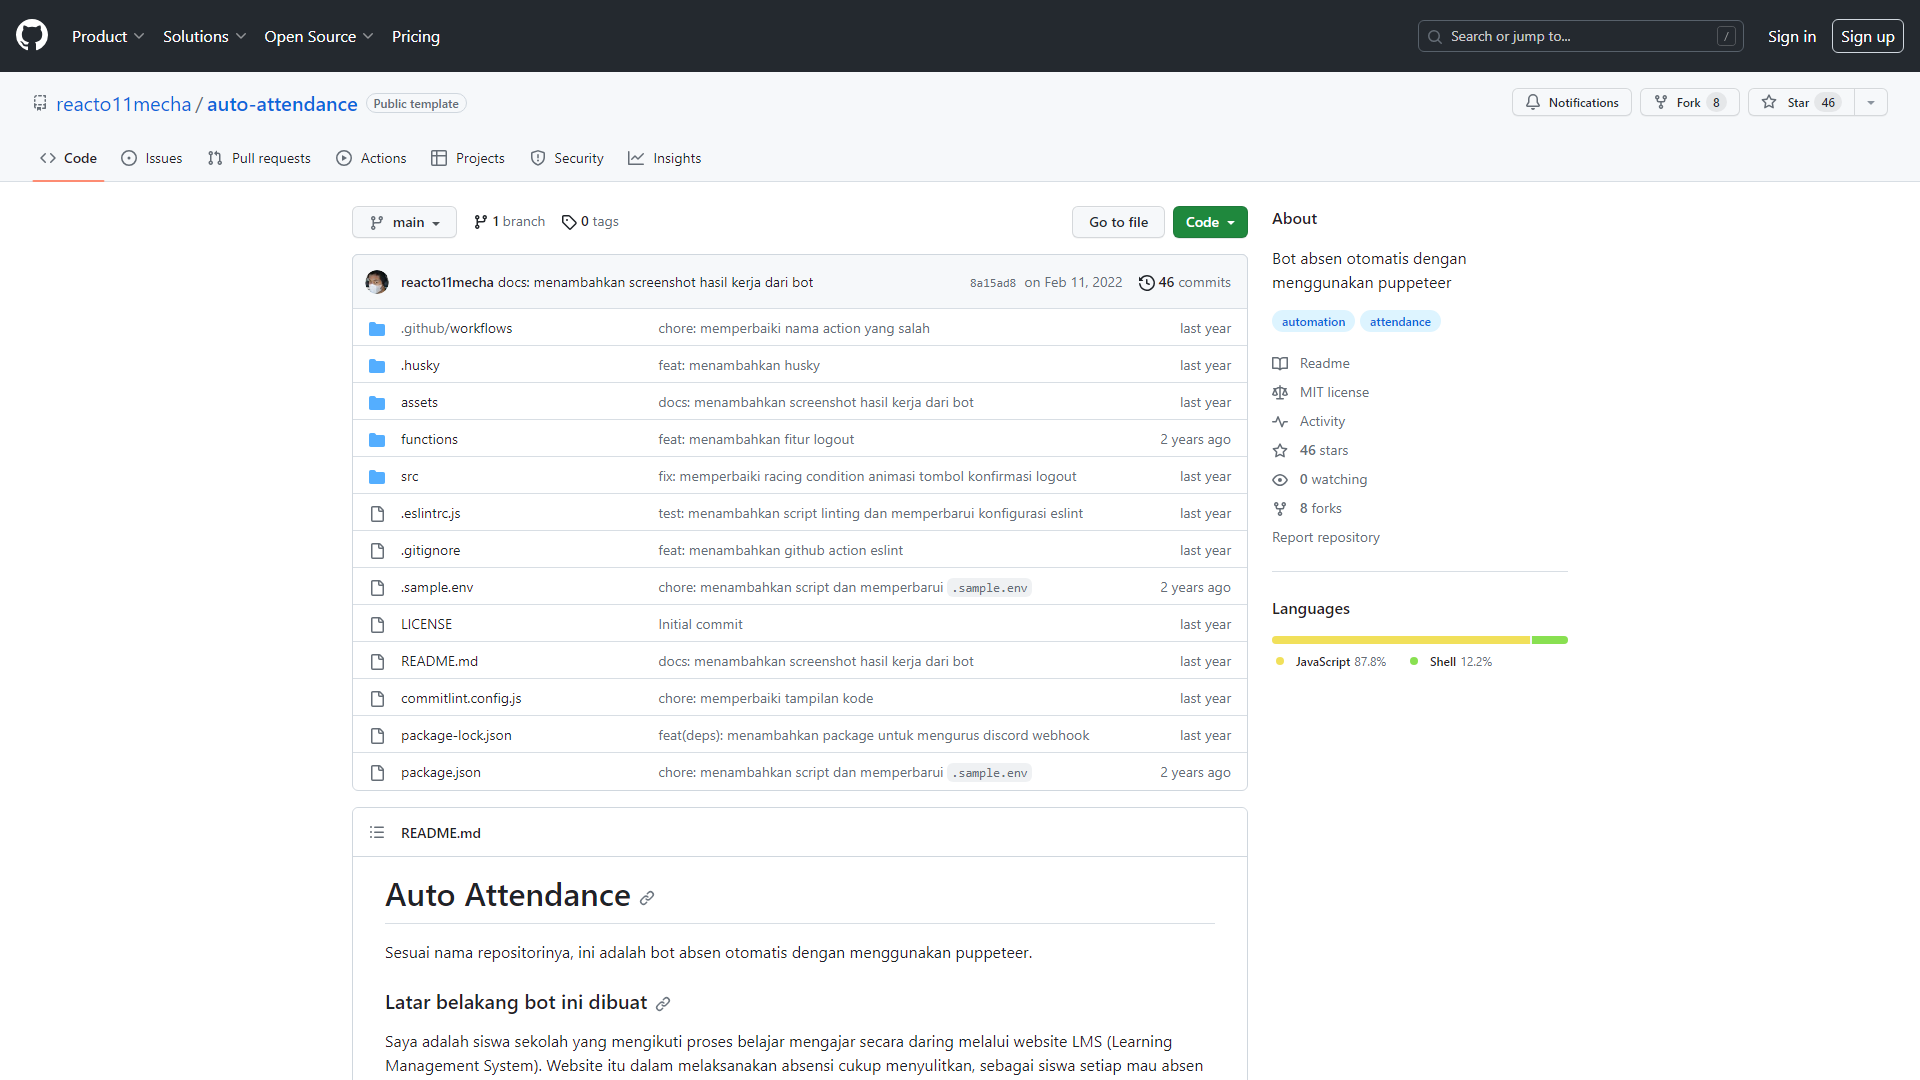 Product
Solutions
Open Source
Pricing
Search or jump to...
/
Sign in
Sign up
reacto11mecha / auto-attendance
Public template
Notifications
Fork 8
Star 46
Code
Issues
Pull requests
Actions
Projects
Security
Insights
main
1 branch
0 tags
Go to file
Code
reacto11mecha docs: menambahkan screenshot hasil kerja dari bot
8a15ad8 on Feb 11, 2022
46 commits
.github/workflows chore: memperbaiki nama action yang salah last year
.husky feat: menambahkan husky last year
assets docs: menambahkan screenshot hasil kerja dari bot last year
functions feat: menambahkan fitur logout 2 years ago
src fix: memperbaiki racing condition animasi tombol konfirmasi logout last year
.eslintrc.js test: menambahkan script linting dan memperbarui konfigurasi eslint last year
.gitignore feat: menambahkan github action eslint last year
.sample.env chore: menambahkan script dan memperbarui .sample.env 2 years ago
LICENSE Initial commit last year
README.md docs: menambahkan screenshot hasil kerja dari bot last year
commitlint.config.js chore: memperbaiki tampilan kode last year
package-lock.json feat(deps): menambahkan package untuk mengurus discord webhook last year
package.json chore: menambahkan script dan memperbarui .sample.env 2 years ago
README.md
Auto Attendance
Sesuai nama repositorinya, ini adalah bot absen otomatis dengan menggunakan puppeteer.
Latar belakang bot ini dibuat
Saya adalah siswa sekolah yang mengikuti proses belajar mengajar secara daring melalui website LMS (Learning
Management System). Website itu dalam melaksanakan absensi cukup menyulitkan, sebagai siswa setiap mau absen
About
Bot absen otomatis dengan
menggunakan puppeteer
automation
attendance
Readme
MIT license
Activity
46 stars
0 watching
8 forks
Report repository
Languages
JavaScript 87.8%
Shell 12.2%